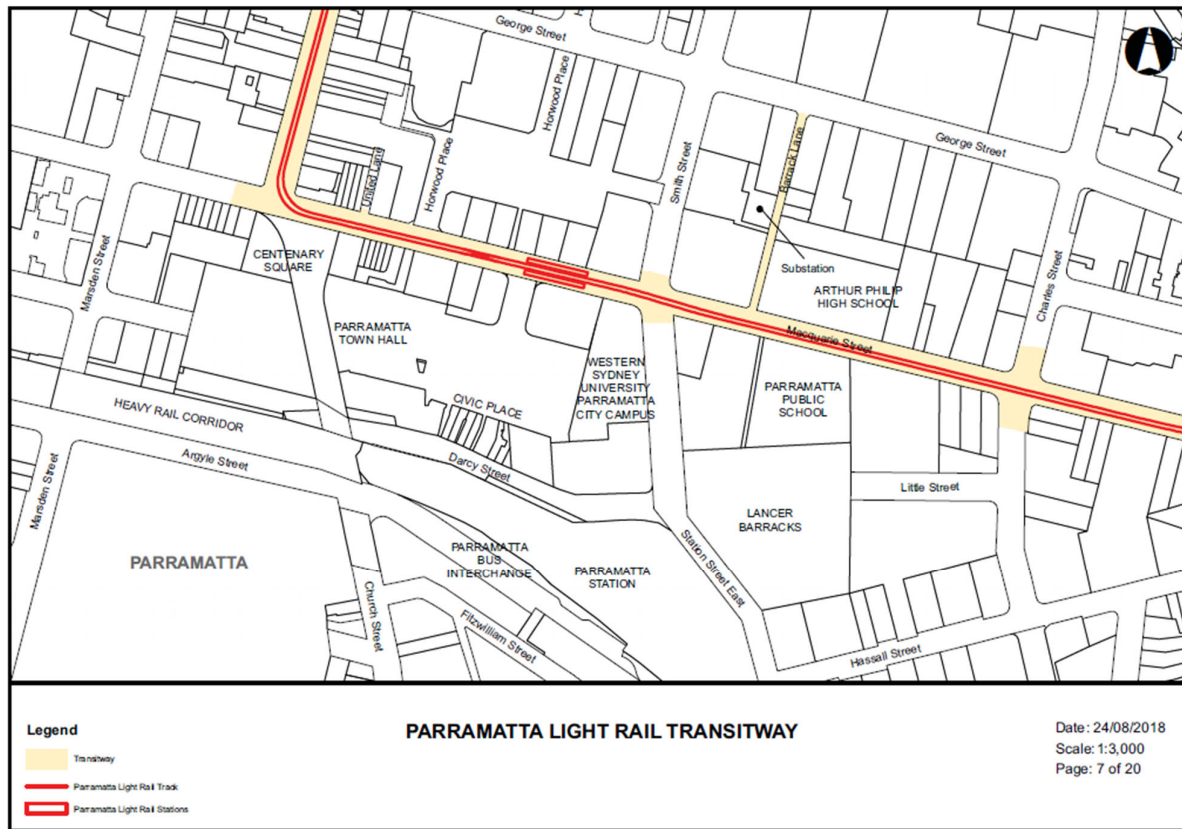 George Street
Horwood Place
H
George Street
Smith Street
Barrack Lane
United Lane
Horwood Place
Marsden Street
CENTENARY
SQUARE
Substation
ARTHUR PHILIP
HIGH SCHOOL
Charles Street
PARRAMATTA
TOWN HALL
Macquarie Street
WESTERN
SYDNEY
UNIVERSITY
PARRAMATTA
CITY CAMPUS
PARRAMATTA
PUBLIC
SCHOOL
HEAVY RAIL CORRIDOR
CIVIC PLACE
Argyle Street
Darcy Street
Marsden Street
Little Street
LANCER
BARRACKS
PARRAMATTA
PARRAMATTA
BUS
INTERCHANGE
PARRAMATTA
STATION
Station Street East
Church Street
Fitzwilliam Street
Hassall Street
Legend
Transitway
Parramatta Light Rail Track
Parramatta Light Rail Stations
PARRAMATTA LIGHT RAIL TRANSITWAY
Date: 24/08/2018
Scale: 1:3,000
Page: 7 of 20